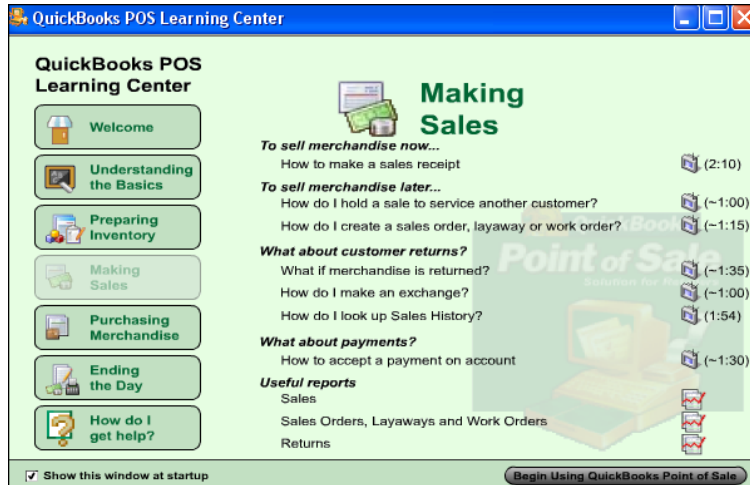 QuickBooks POS Learning Center
QuickBooks POS
Learning Center
Welcome
Understanding
the Basics
Preparing
Inventory
Making
Sales
Purchasing
Merchandise
Ending
the Day
How do I
get help?
Making
Sales
To sell merchandise now...
How to make a sales receipt (2:10)
To sell merchandise later...
How do I hold a sale to service another customer? (~1:00)
How do I create a sales order, layaway or work order? (~1:15)
What about customer returns?
What if merchandise is returned? (~1:35)
How do I make an exchange? (~1:00)
How do I look up Sales History? (1:54)
What about payments?
How to accept a payment on account (~1:30)
Useful reports
Sales
Sales Orders, Layaways and Work Orders
Returns
QuickBooks
Point of Sale
Solution for
Show this window at startup
Begin Using QuickBooks Point of Sale